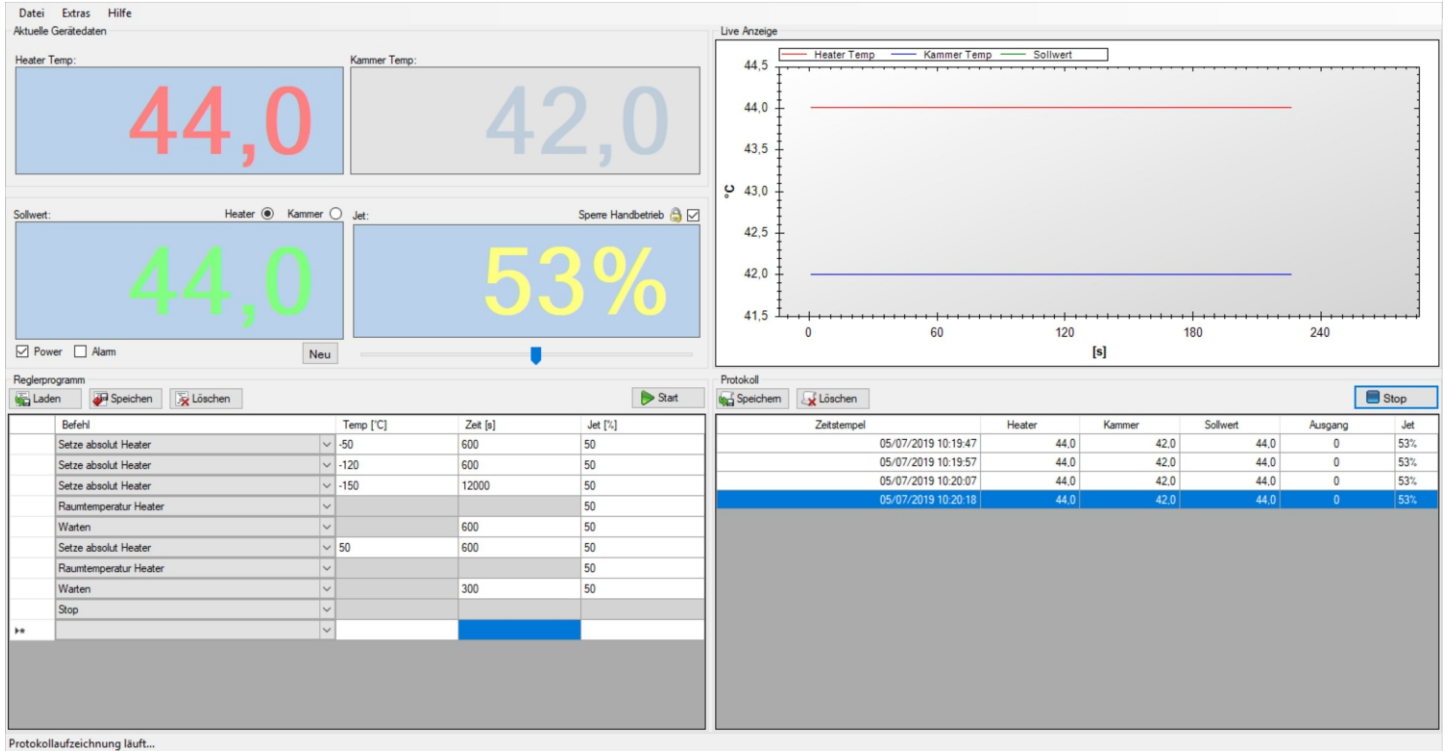 Datei Extras Hilfe
Aktuelle Gerätedaten
Heater Temp: Kammer Temp:
44,0 42,0
Sollwert: Heater Kammer Jet: Sperre Handbetrieb
44,0 53%
Power Alarm Neu
Live Anzeige
Heater Temp Kammer Temp Sollwert
44,5
44,0
43,5
43,0
42,5
42,0
41,5
°C
0 60 120 180 240
[s]
Reglerprogramm
Laden Speichen Löschen Start
Befehl Temp [°C] Zeit [s] Jet [%]
Setze absolut Heater -50 600 50
Setze absolut Heater -120 600 50
Setze absolut Heater -150 12000 50
Raumtemperatur Heater 50
Warten 600 50
Setze absolut Heater 50 600 50
Raumtemperatur Heater 50
Warten 300 50
Stop
Protokoll
Speichern Löschen Stop
Zeitstempel Heater Kammer Sollwert Ausgang Jet
05/07/2019 10:19:47 44,0 42,0 44,0 0 53%
05/07/2019 10:19:57 44,0 42,0 44,0 0 53%
05/07/2019 10:20:07 44,0 42,0 44,0 0 53%
05/07/2019 10:20:18 44,0 42,0 44,0 0 53%
Protokollaufzeichnung läuft...